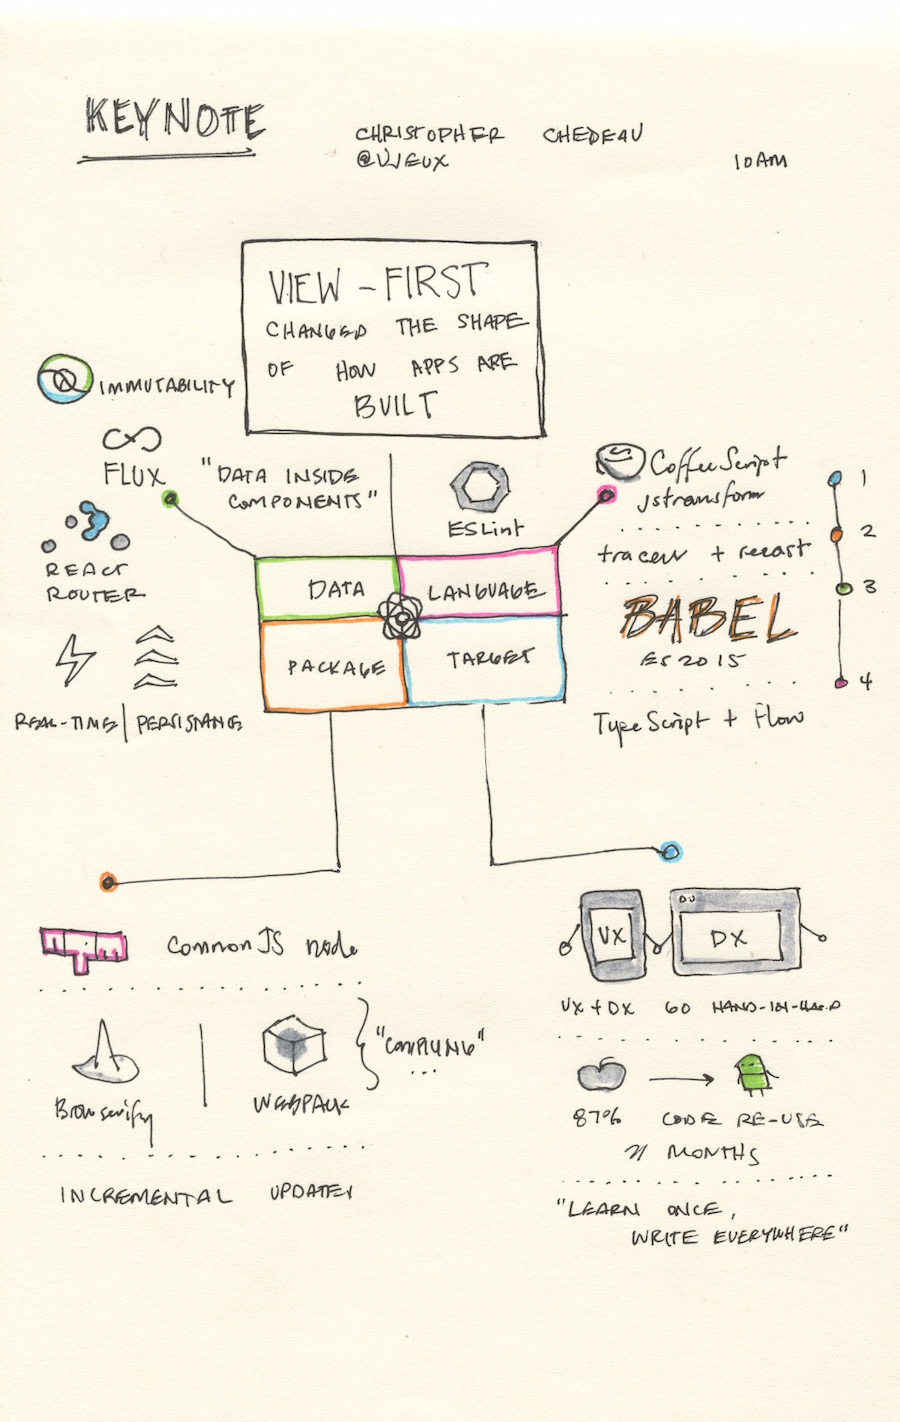 KEYNOTE
CHRISTOPHER CHEDEAU
@VJEUX
10AM
VIEW - FIRST
CHANGED THE SHAPE
OF HOW APPS ARE
BUILT
IMMUTABILITY
FLUX
"DATA INSIDE
COMPONENTS"
REACT
ROUTER
REAL-TIME | PERSISTANCE
ESLint
CoffeeScript
jstransform
traceur + recast
BABEL
ES2015
TypeScript + Flow
1
2
3
4
DATA
LANGUAGE
PACKAGE
TARGET
npm
CommonJS node
Browserify
WEBPACK
"COMPILING"
...
INCREMENTAL UPDATES
UX
DX
UX + DX GO HAND-IN-HAND
87% CODE RE-USE
MONTHS
"LEARN ONCE,
WRITE EVERYWHERE"